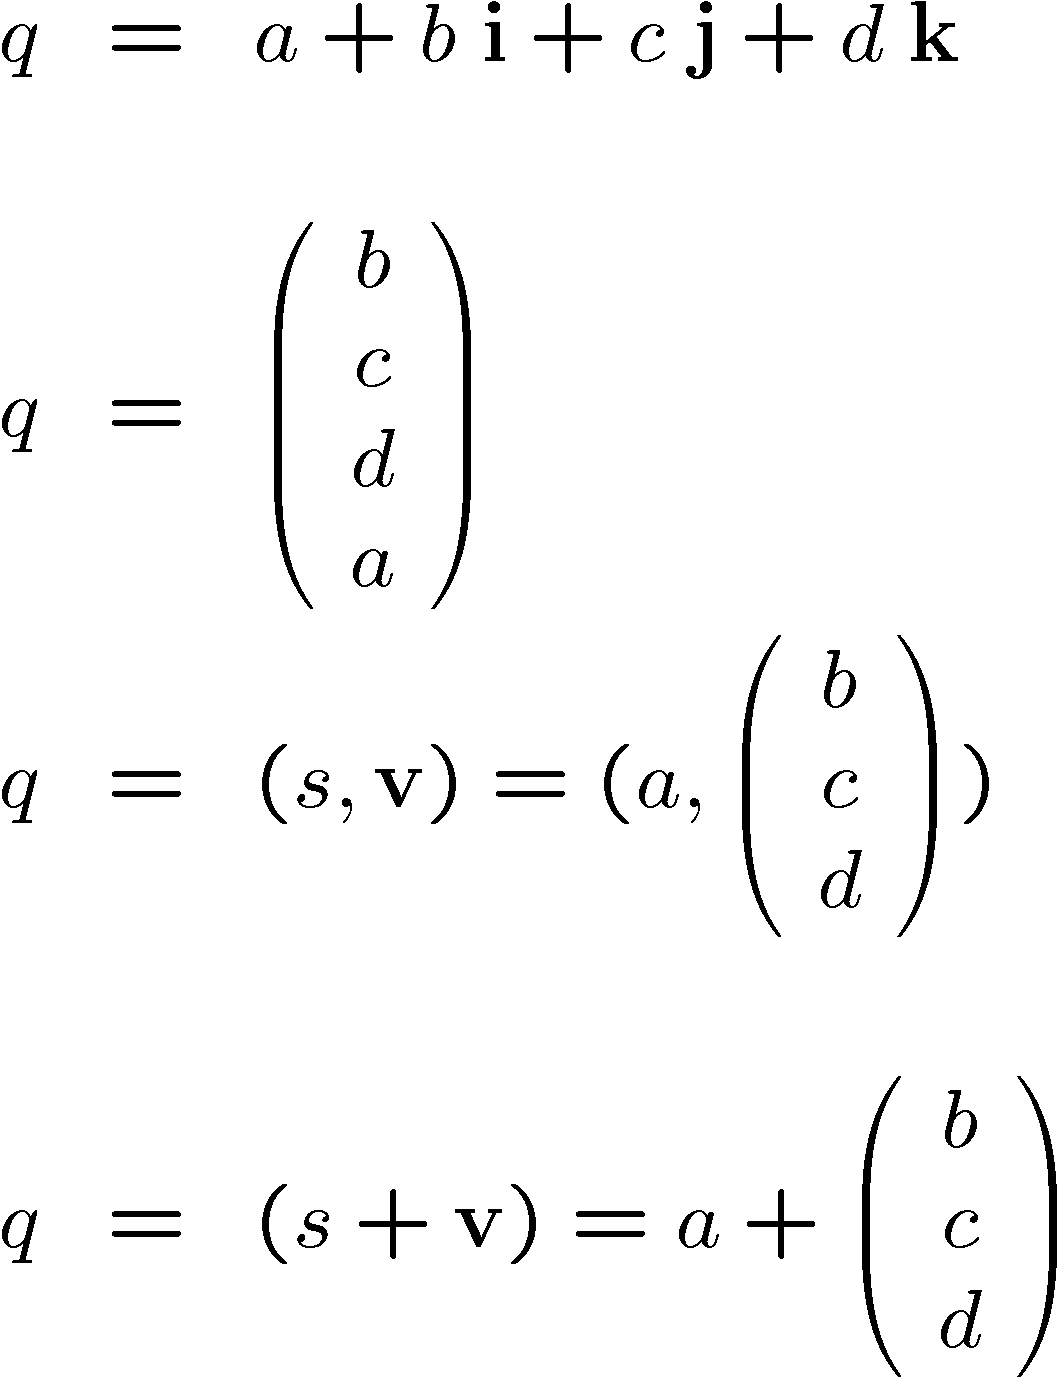 q = a + b i + c j + d k
q = ( b
c
d
a )
q = (s, v) = (a, ( b
c
d ) )
q = (s + v) = a + ( b
c
d )